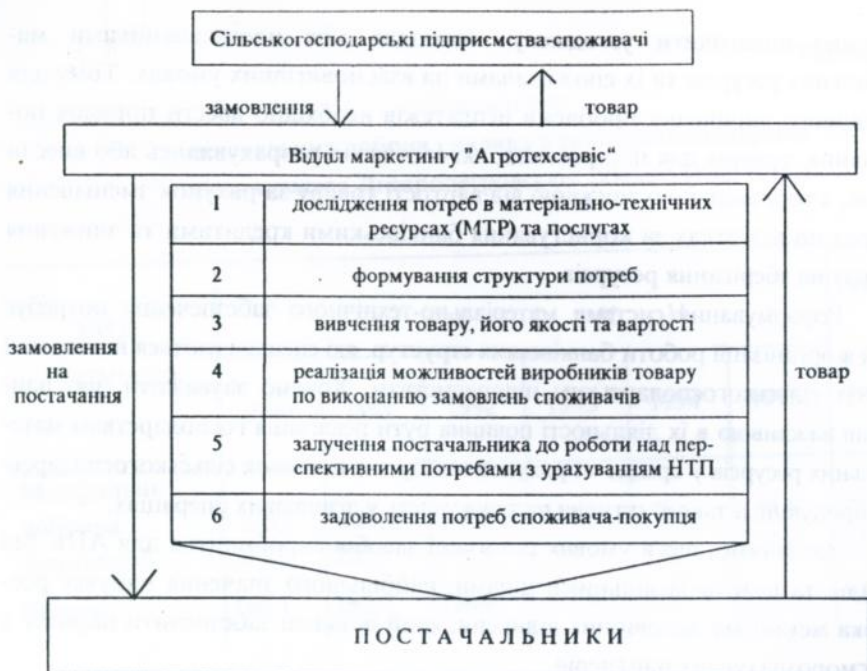 Сільськогосподарські підприємства-споживачі
замовлення
товар
Відділ маркетингу "Агротехсервіс"
1 дослідження потреб в матеріально-технічних
ресурсах (МТР) та послугах
2 формування структури потреб
3 вивчення товару, його якості та вартості
замовлення
на
постачання
4 реалізація можливостей виробників товару
по виконанню замовлень споживачів
товар
5 залучення постачальника до роботи над пер-
спективними потребами з урахуванням НТП
6 задоволення потреб споживача-покупця
ПОСТАЧАЛЬНИКИ